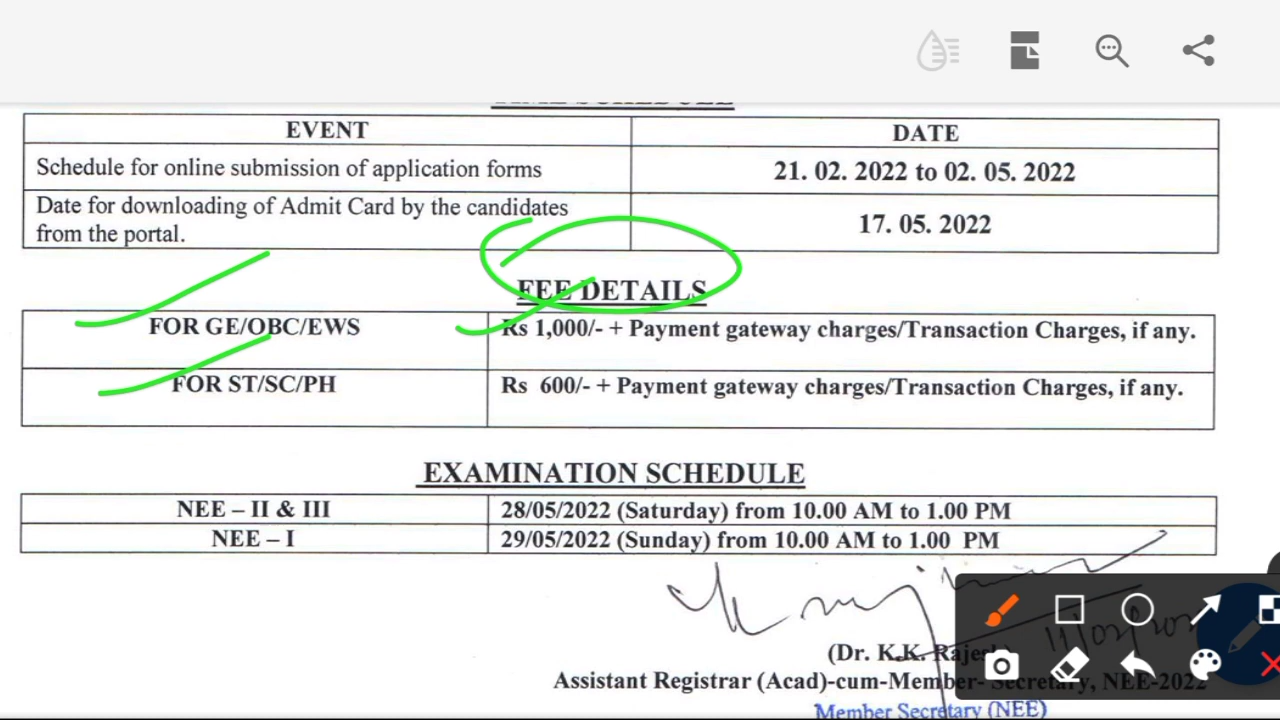 TIME SCHEDULE
EVENT
DATE
Schedule for online submission of application forms
21. 02. 2022 to 02. 05. 2022
Date for downloading of Admit Card by the candidates
from the portal.
17. 05. 2022
FEE DETAILS
FOR GE/OBC/EWS
Rs 1,000/- + Payment gateway charges/Transaction Charges, if any.
FOR ST/SC/PH
Rs 600/- + Payment gateway charges/Transaction Charges, if any.
EXAMINATION SCHEDULE
NEE – II & III
28/05/2022 (Saturday) from 10.00 AM to 1.00 PM
NEE – I
29/05/2022 (Sunday) from 10.00 AM to 1.00 PM
(Dr. K.K. Rajesh)
Assistant Registrar (Acad)-cum-Member- Secretary, NEE-2022
Member Secretary (NEE)